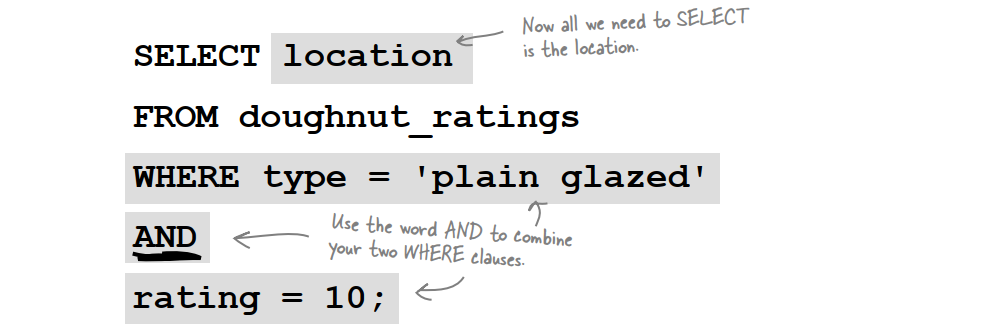 SELECT location
Now all we need to SELECT
is the location.
FROM doughnut_ratings
WHERE type = 'plain glazed'
AND
Use the word AND to combine
your two WHERE clauses.
rating = 10;